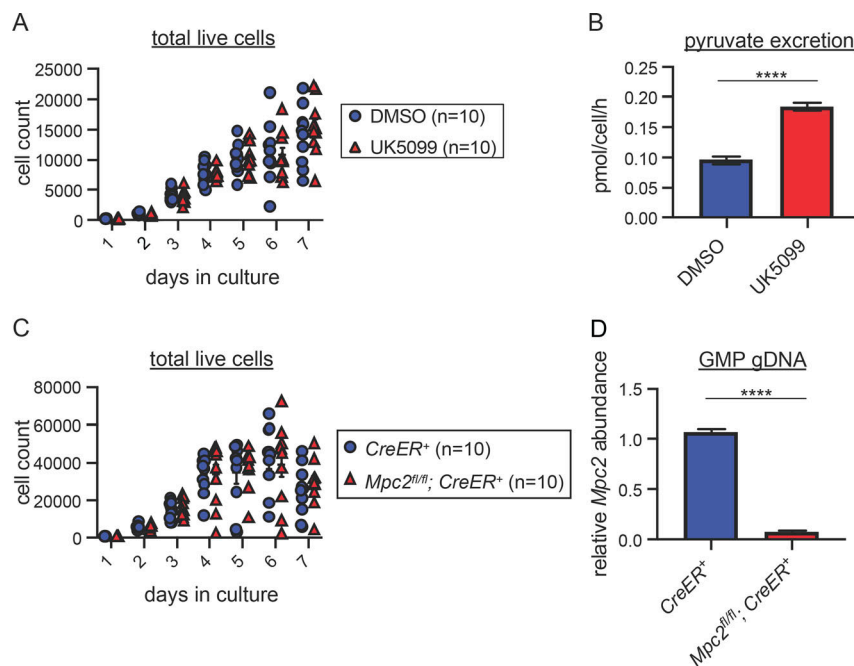 A
total live cells
cell count
25000
20000
15000
10000
5000
0
1 2 3 4 5 6 7
days in culture
DMSO (n=10)
UK5099 (n=10)
B
pyruvate excretion
****
pmol/cell/h
0.25
0.20
0.15
0.10
0.05
0.00
DMSO
UK5099
C
total live cells
cell count
80000
60000
40000
20000
0
1 2 3 4 5 6 7
days in culture
CreER⁺ (n=10)
Mpc2ᶠˡ/ᶠˡ; CreER⁺ (n=10)
D
GMP gDNA
****
relative Mpc2 abundance
1.5
1.0
0.5
0.0
CreER⁺
Mpc2ᶠˡ/ᶠˡ; CreER⁺